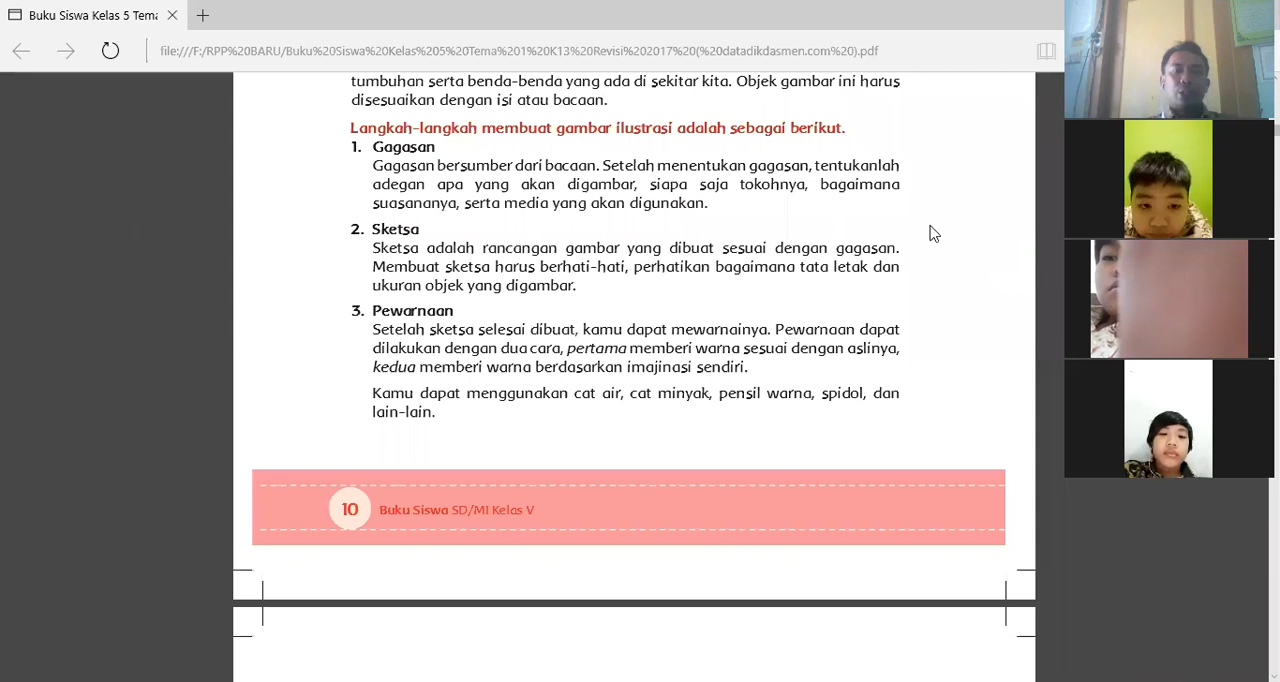 Buku Siswa Kelas 5 Tema
file:///F:/RPP%20BARU/Buku%20Siswa%20Kelas%205%20Tema%201%20K13%20Revisi%202017%20(%20datadikdasmen.com%20).pdf
tumbuhan serta benda-benda yang ada di sekitar kita. Objek gambar ini harus
disesuaikan dengan isi atau bacaan.
Langkah-langkah membuat gambar ilustrasi adalah sebagai berikut.
1. Gagasan
Gagasan bersumber dari bacaan. Setelah menentukan gagasan, tentukanlah
adegan apa yang akan digambar, siapa saja tokohnya, bagaimana
suasananya, serta media yang akan digunakan.
2. Sketsa
Sketsa adalah rancangan gambar yang dibuat sesuai dengan gagasan.
Membuat sketsa harus berhati-hati, perhatikan bagaimana tata letak dan
ukuran objek yang digambar.
3. Pewarnaan
Setelah sketsa selesai dibuat, kamu dapat mewarnainya. Pewarnaan dapat
dilakukan dengan dua cara, pertama memberi warna sesuai dengan aslinya,
kedua memberi warna berdasarkan imajinasi sendiri.
Kamu dapat menggunakan cat air, cat minyak, pensil warna, spidol, dan
lain-lain.
10 Buku Siswa SD/MI Kelas V